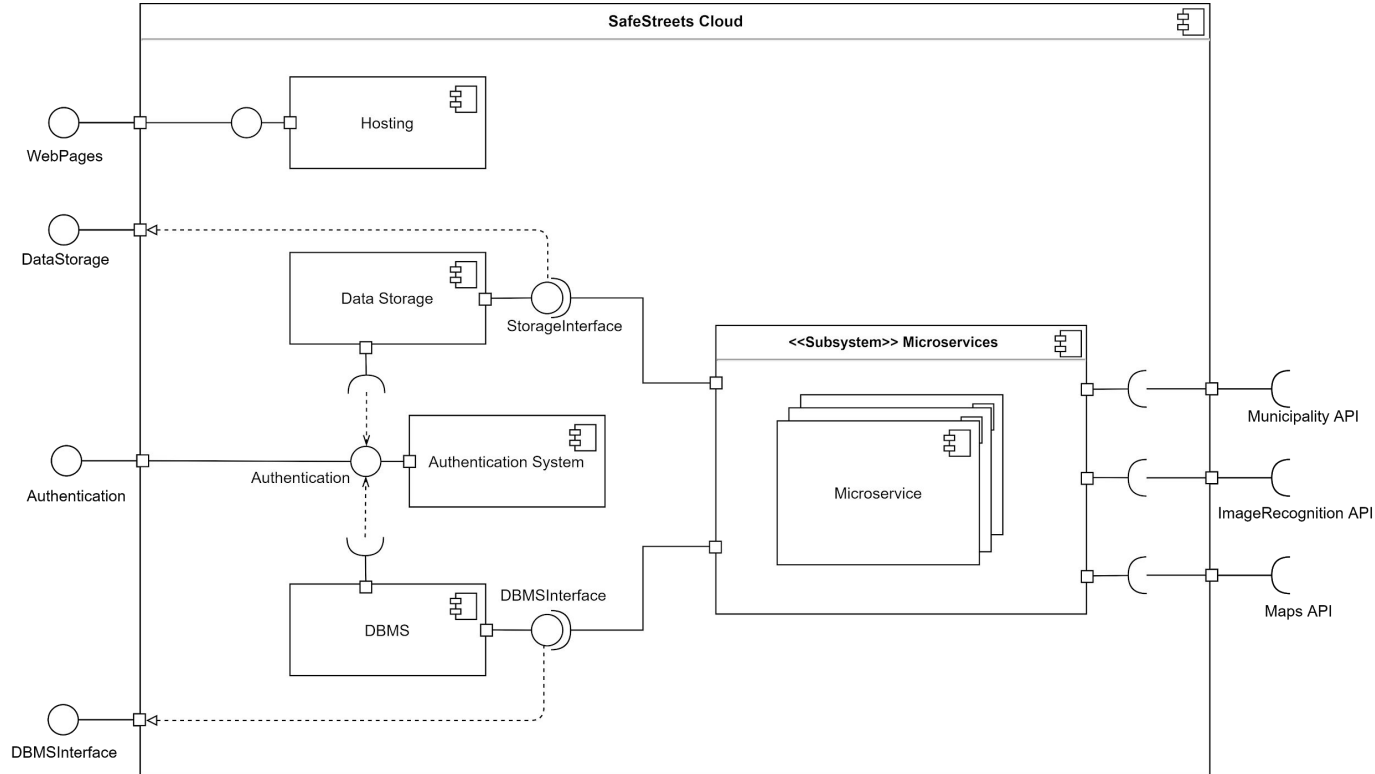 SafeStreets Cloud
Hosting
WebPages
DataStorage
Data Storage
StorageInterface
<<Subsystem>> Microservices
Municipality API
Authentication System
Authentication
Authentication
Microservice
ImageRecognition API
DBMSInterface
Maps API
DBMS
DBMSInterface